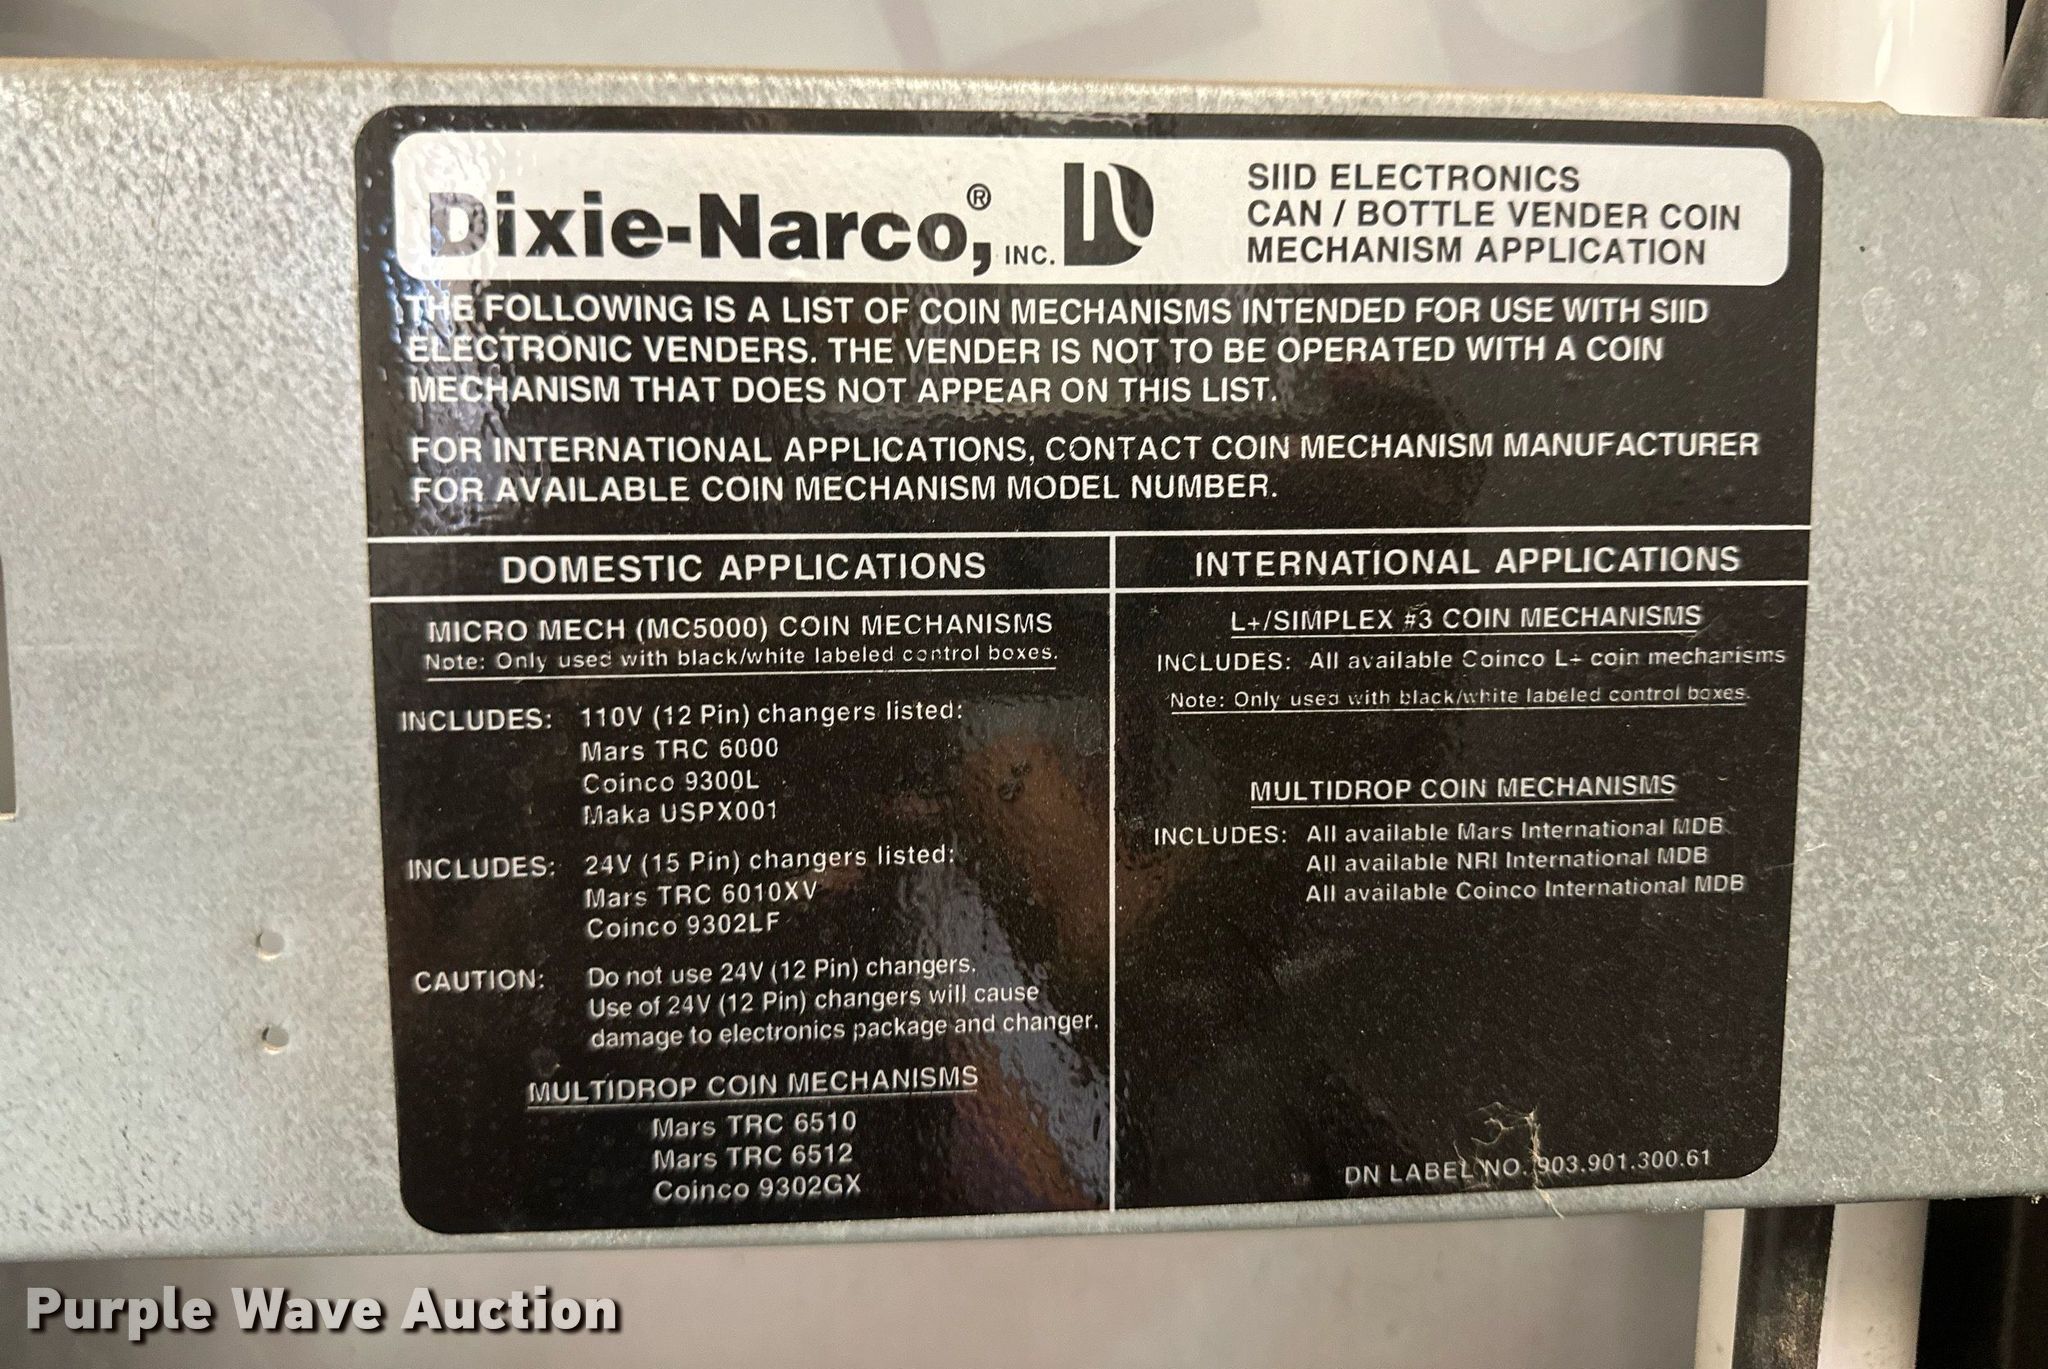 Dixie-Narco,® INC.
SIID ELECTRONICS
CAN / BOTTLE VENDER COIN
MECHANISM APPLICATION
THE FOLLOWING IS A LIST OF COIN MECHANISMS INTENDED FOR USE WITH SIID
ELECTRONIC VENDERS. THE VENDER IS NOT TO BE OPERATED WITH A COIN
MECHANISM THAT DOES NOT APPEAR ON THIS LIST.
FOR INTERNATIONAL APPLICATIONS, CONTACT COIN MECHANISM MANUFACTURER
FOR AVAILABLE COIN MECHANISM MODEL NUMBER.
DOMESTIC APPLICATIONS
MICRO MECH (MC5000) COIN MECHANISMS
Note: Only used with black/white labeled control boxes.
INCLUDES: 110V (12 Pin) changers listed:
Mars TRC 6000
Coinco 9300L
Maka USPX001
INCLUDES: 24V (15 Pin) changers listed:
Mars TRC 6010XV
Coinco 9302LF
CAUTION: Do not use 24V (12 Pin) changers.
Use of 24V (12 Pin) changers will cause
damage to electronics package and changer.
MULTIDROP COIN MECHANISMS
Mars TRC 6510
Mars TRC 6512
Coinco 9302GX
INTERNATIONAL APPLICATIONS
L+/SIMPLEX #3 COIN MECHANISMS
INCLUDES: All available Coinco L+ coin mechanisms
Note: Only used with black/white labeled control boxes.
MULTIDROP COIN MECHANISMS
INCLUDES: All available Mars International MDB
All available NRI International MDB
All available Coinco International MDB
DN LABEL NO. 903.901.300.61
Purple Wave Auction